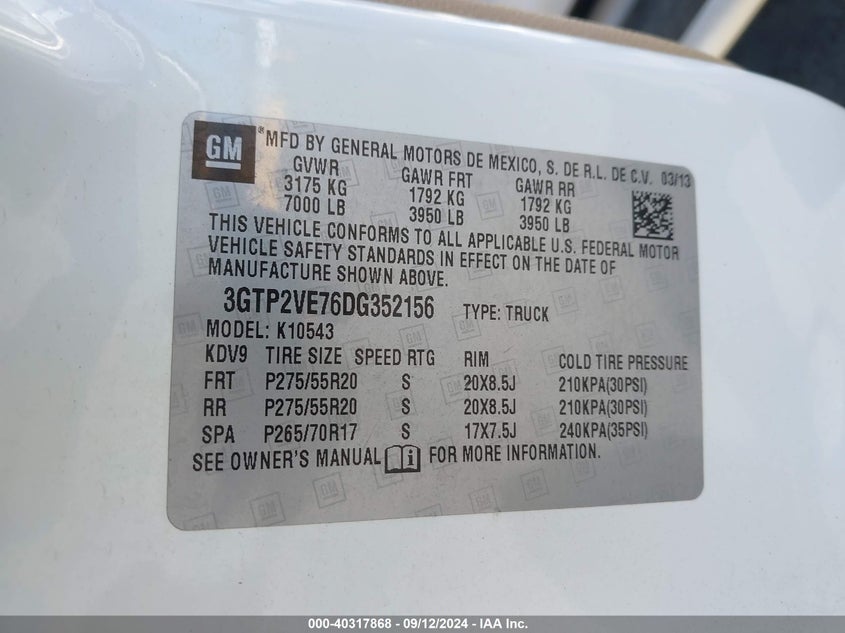 GM ®MFD BY GENERAL MOTORS DE MEXICO, S. DE R.L. DE C.V. 03/13
GVWR GAWR FRT GAWR RR
3175 KG 1792 KG 1792 KG
7000 LB 3950 LB 3950 LB
THIS VEHICLE CONFORMS TO ALL APPLICABLE U.S. FEDERAL MOTOR
VEHICLE SAFETY STANDARDS IN EFFECT ON THE DATE OF
MANUFACTURE SHOWN ABOVE.
3GTP2VE76DG352156 TYPE: TRUCK
MODEL: K10543
KDV9 TIRE SIZE SPEED RTG RIM COLD TIRE PRESSURE
FRT P275/55R20 S 20X8.5J 210KPA(30PSI)
RR P275/55R20 S 20X8.5J 210KPA(30PSI)
SPA P265/70R17 S 17X7.5J 240KPA(35PSI)
SEE OWNER'S MANUAL FOR MORE INFORMATION.
000-40317868 - 09/12/2024 - IAA Inc.